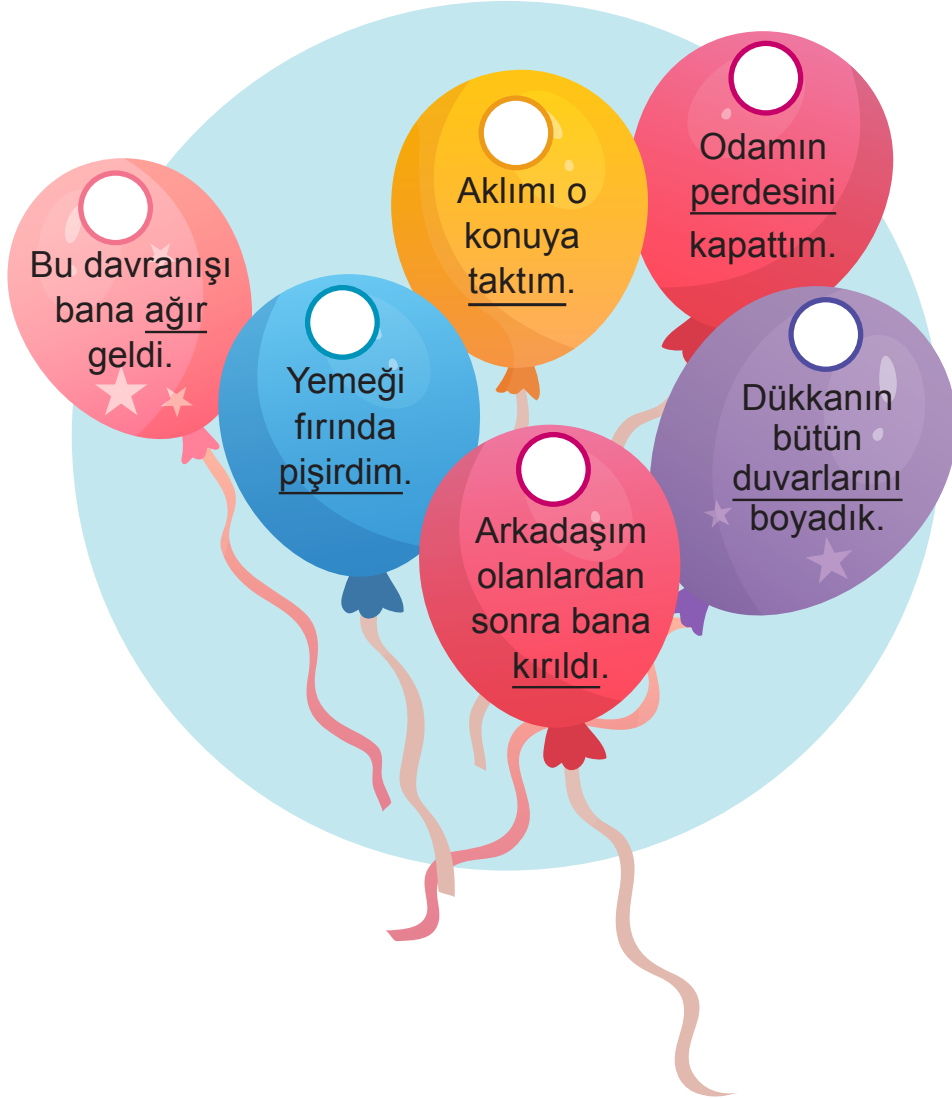 Bu davranışı
bana ağır
geldi.
Yemeği
fırında
pişirdim.
Aklımı o
konuya
taktım.
Odamın
perdesini
kapattım.
Arkadaşım
olanlardan
sonra bana
kırıldı.
Dükkanın
bütün
duvarlarını
boyadık.